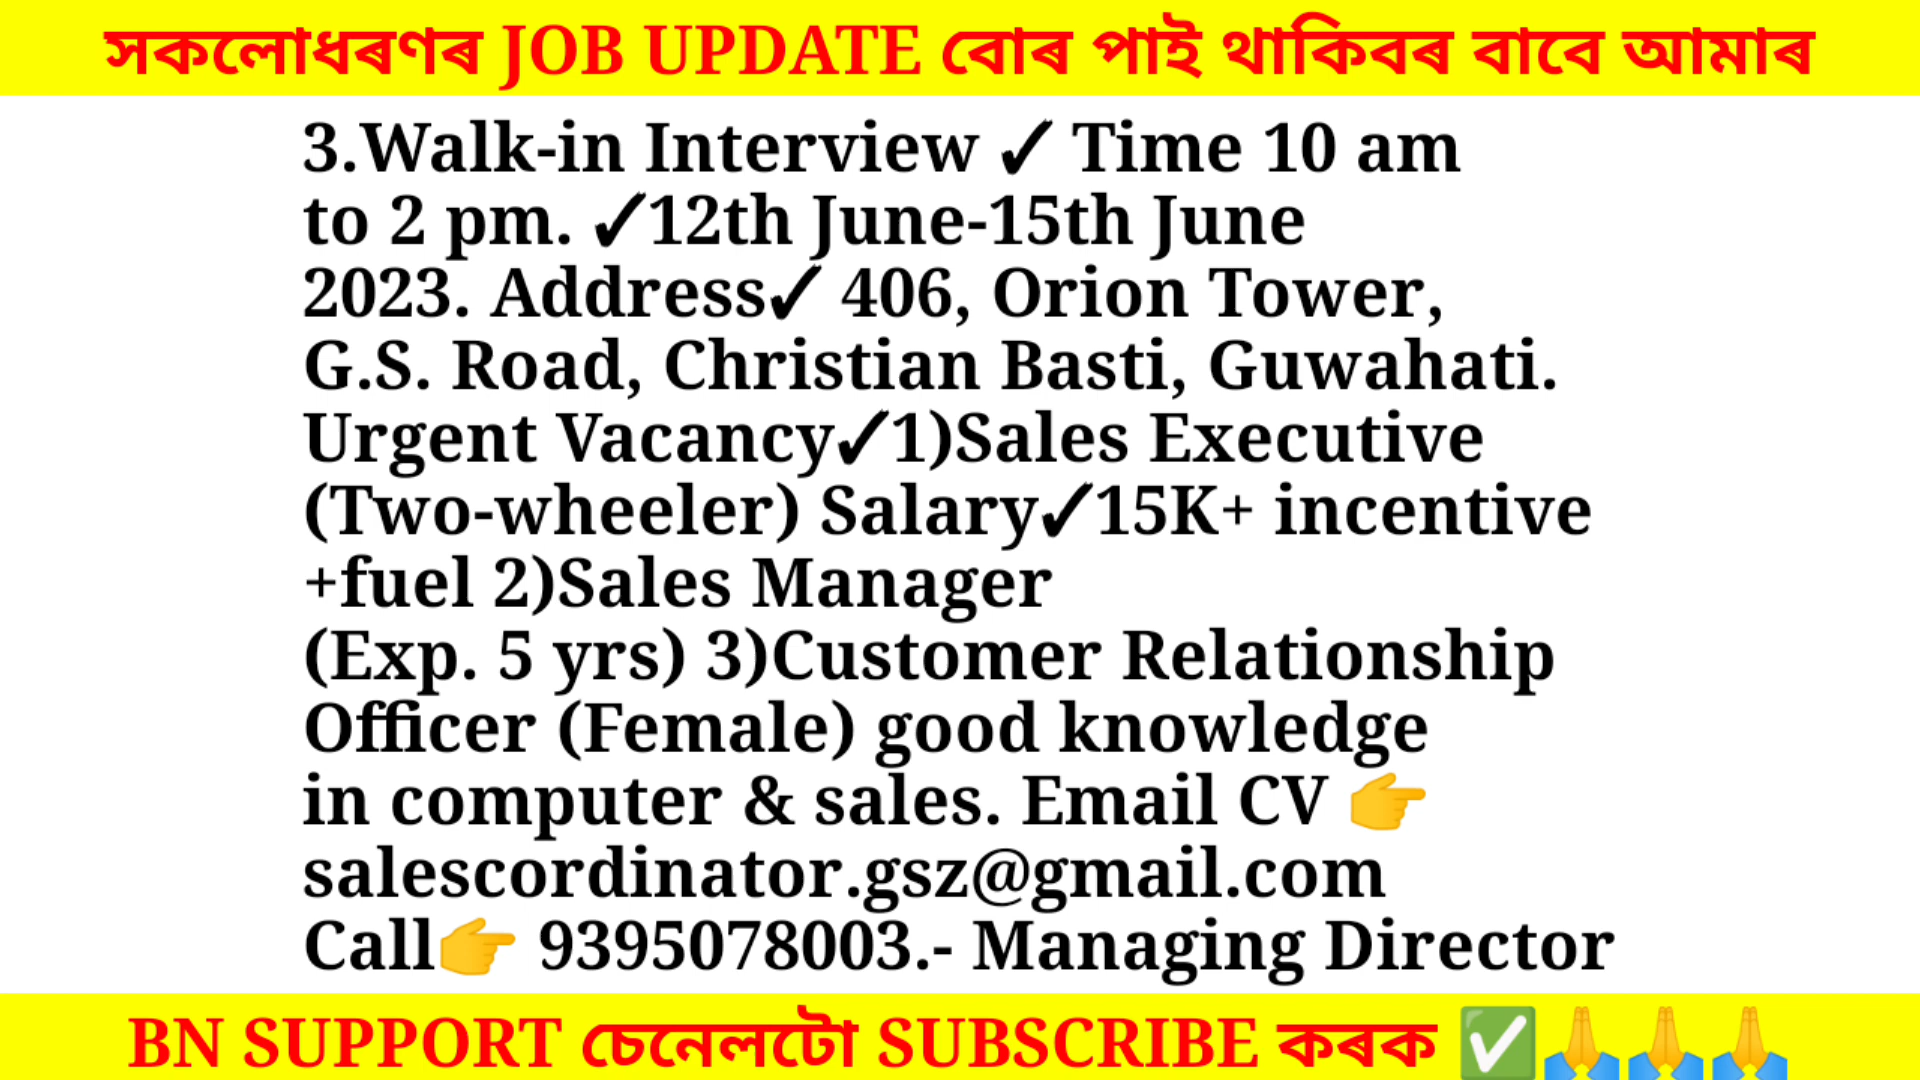 সকলোধৰণৰ JOB UPDATE বোৰ পাই থাকিবৰ বাবে আমাৰ
3.Walk-in Interview ✓ Time 10 am
to 2 pm. ✓12th June-15th June
2023. Address✓ 406, Orion Tower,
G.S. Road, Christian Basti, Guwahati.
Urgent Vacancy✓1)Sales Executive
(Two-wheeler) Salary✓15K+ incentive
+fuel 2)Sales Manager
(Exp. 5 yrs) 3)Customer Relationship
Officer (Female) good knowledge
in computer & sales. Email CV 👉
salescordinator.gsz@gmail.com
Call👉 9395078003.- Managing Director
BN SUPPORT চেনেলটো SUBSCRIBE কৰক ✅🙏🙏🙏